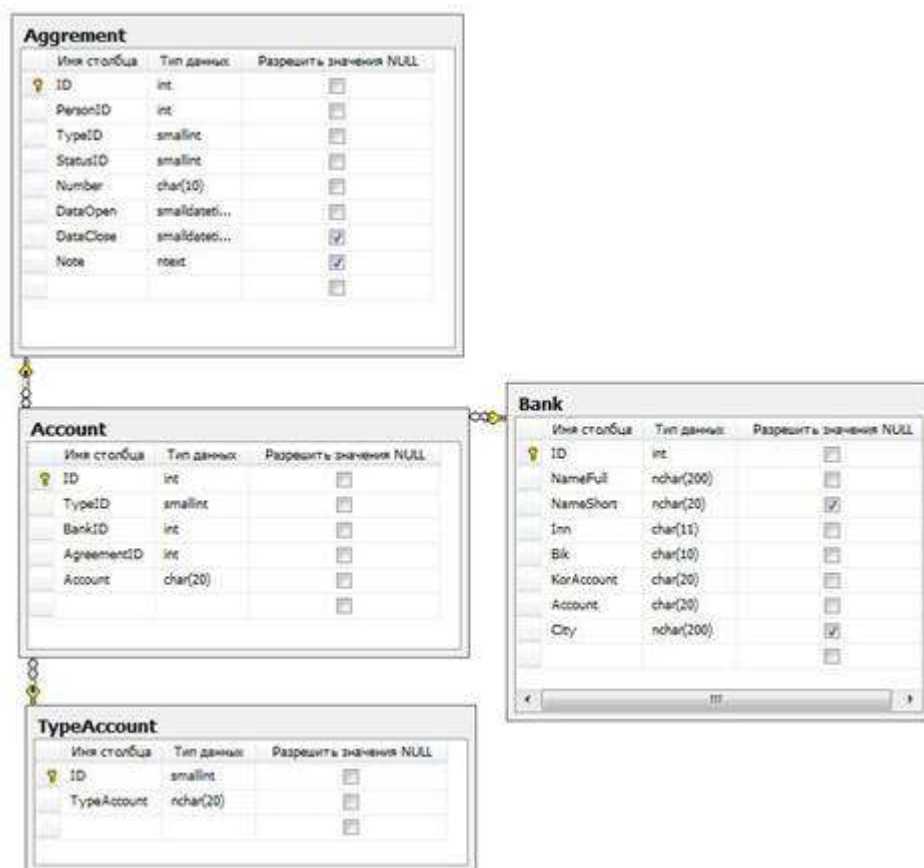 Aggrement
Имя столбца Тип данных Разрешить значения NULL
ID int
PersonID int
TypeID smallint
StatusID smallint
Number char(10)
DataOpen smalldateti...
DataClose smalldateti...
Note ntext
Account
Имя столбца Тип данных Разрешить значения NULL
ID int
TypeID smallint
BankID int
AgreementID int
Account char(20)
Bank
Имя столбца Тип данных Разрешить значения NULL
ID int
NameFull nchar(200)
NameShort nchar(20)
Inn char(11)
Bik char(10)
KorAccount char(20)
Account char(20)
City nchar(200)
TypeAccount
Имя столбца Тип данных Разрешить значения NULL
ID smallint
TypeAccount nchar(20)